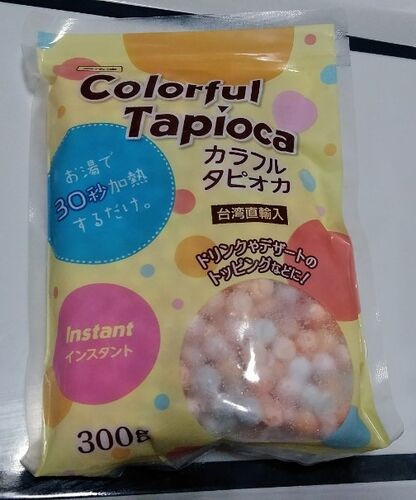 Colorful
Tapioca
カラフル
タピオカ
台湾直輸入
お湯で
30秒加熱
するだけ。
ドリンクやデザートの
トッピングなどに!
Instant
インスタント
300g